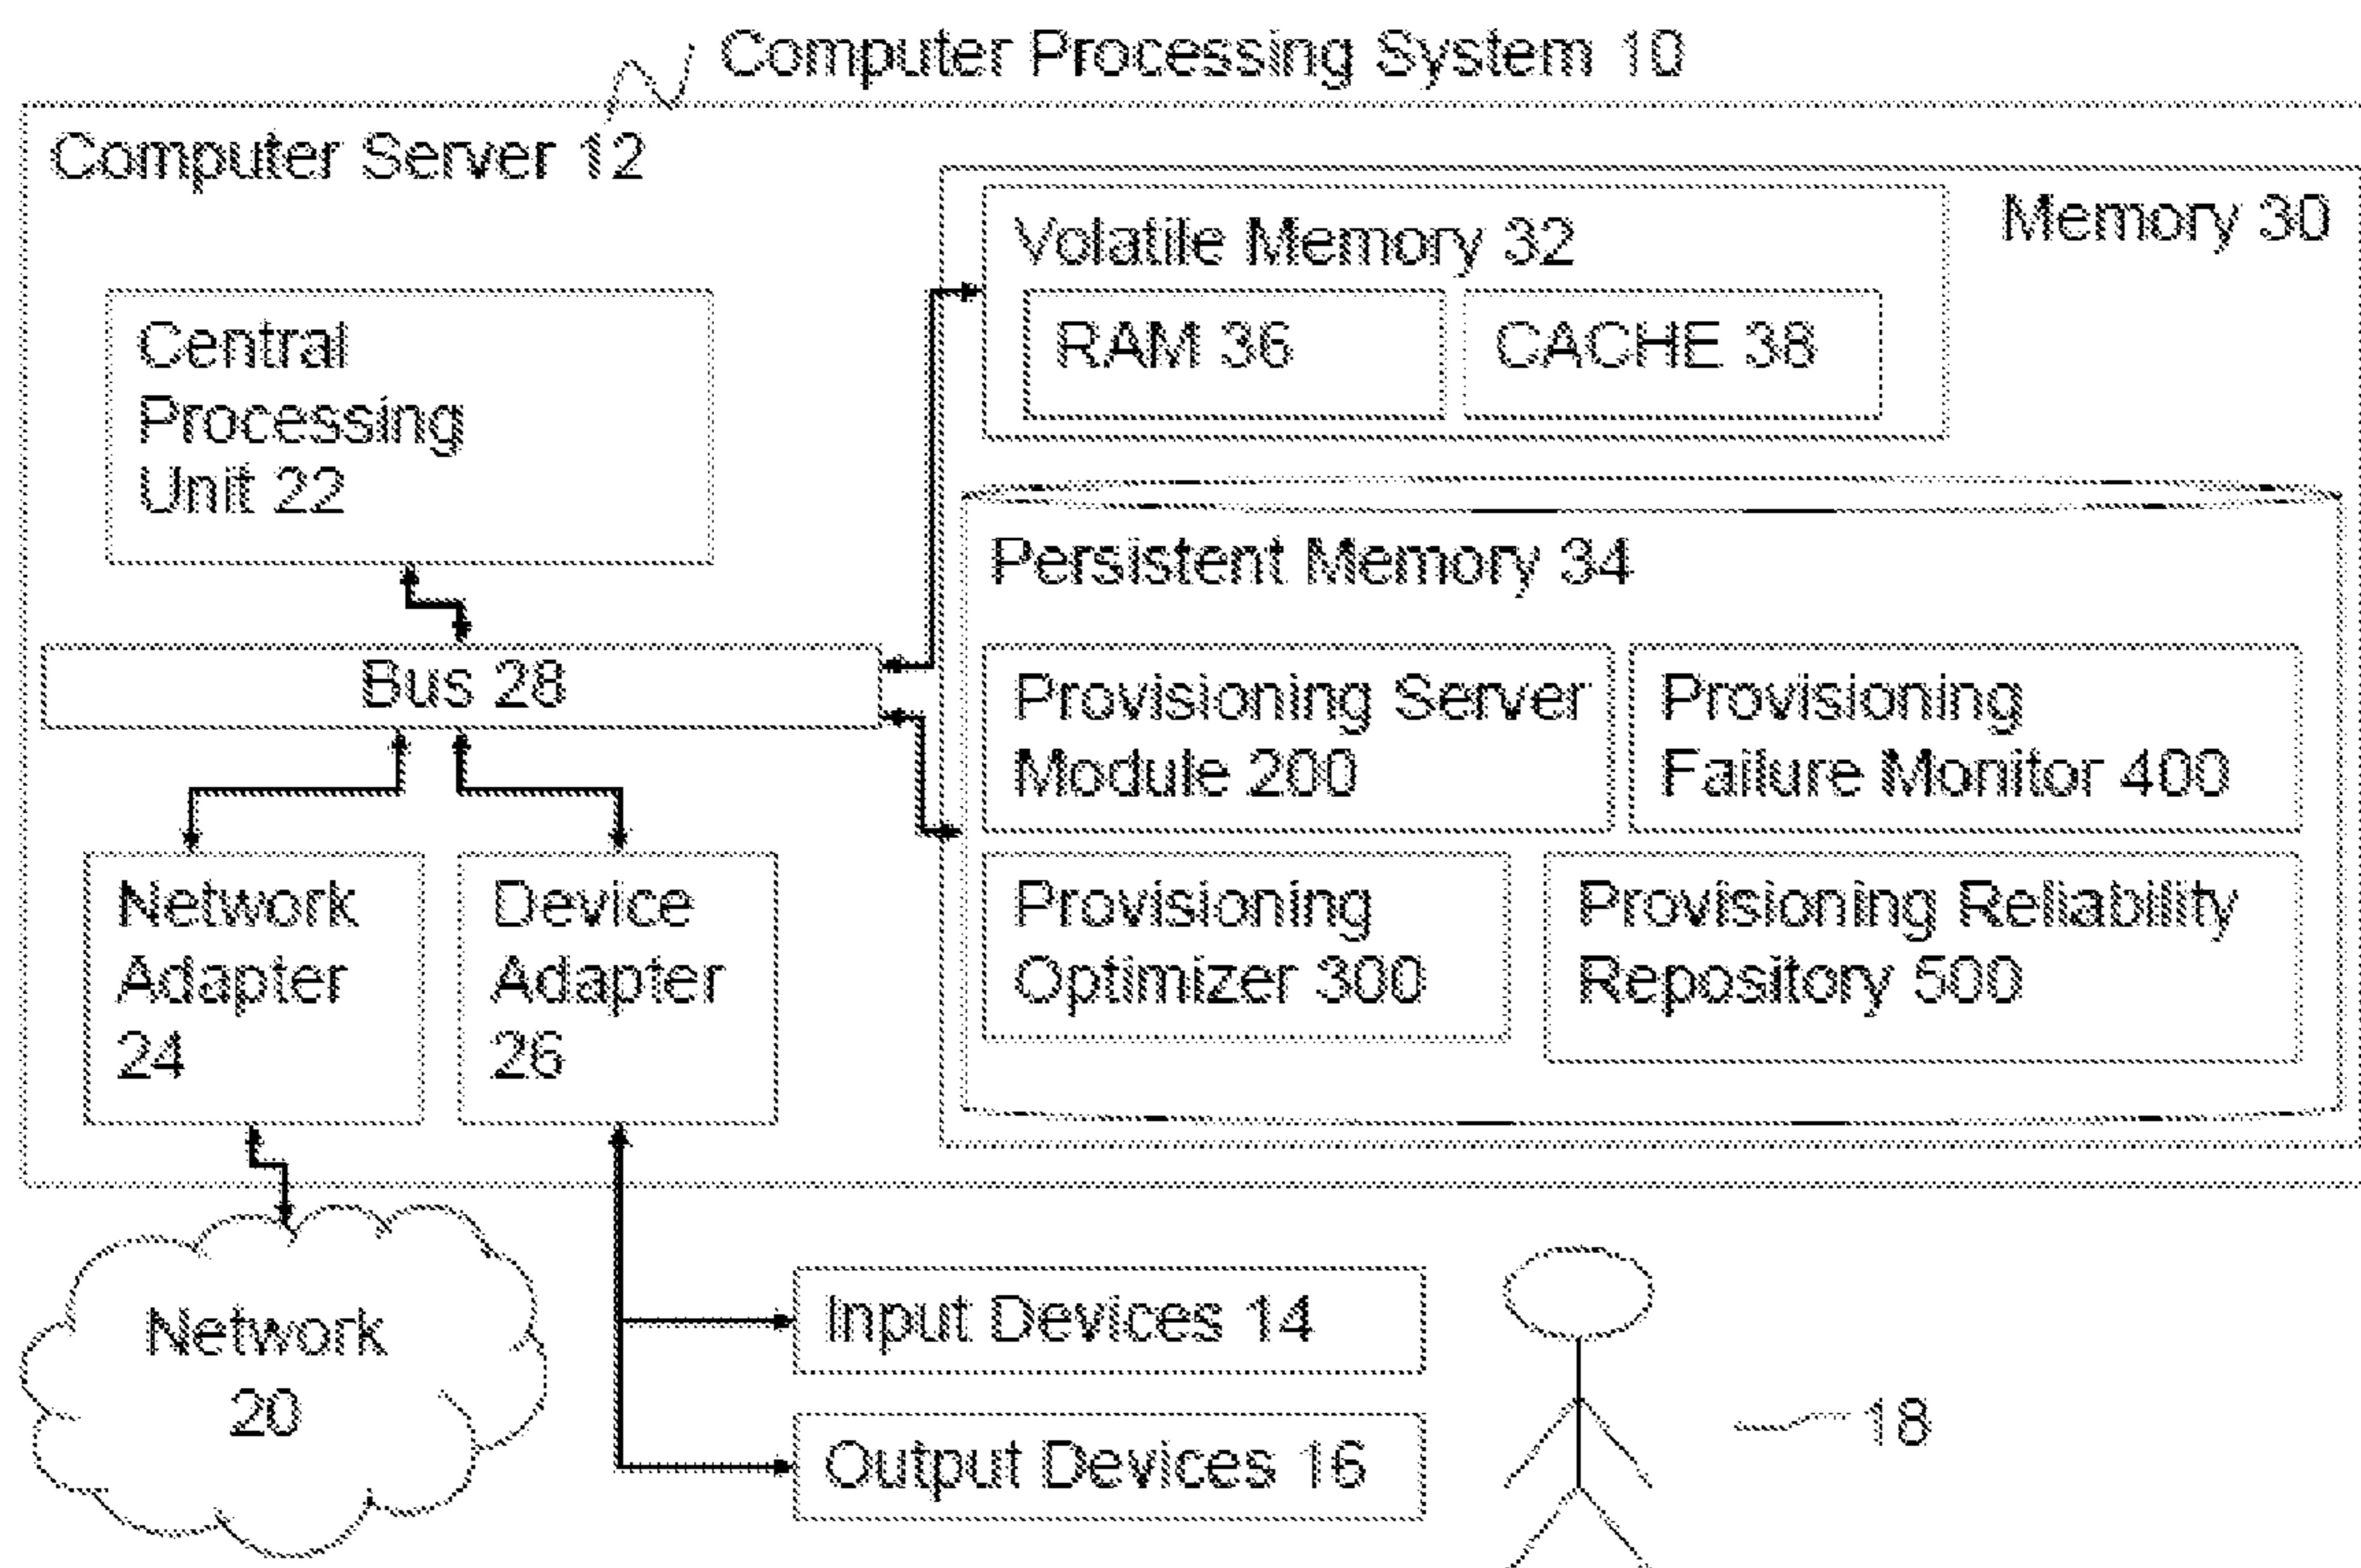 Computer Processing System 10
Computer Server 12
Memory 30
Volatile Memory 32
RAM 36
CACHE 38
Central
Processing
Unit 22
Persistent Memory 34
Bus 28
Provisioning Server
Module 200
Provisioning
Failure Monitor 400
Network
Adapter
24
Device
Adapter
26
Provisioning
Optimizer 300
Provisioning Reliability
Repository 500
Network
20
Input Devices 14
Output Devices 16
18